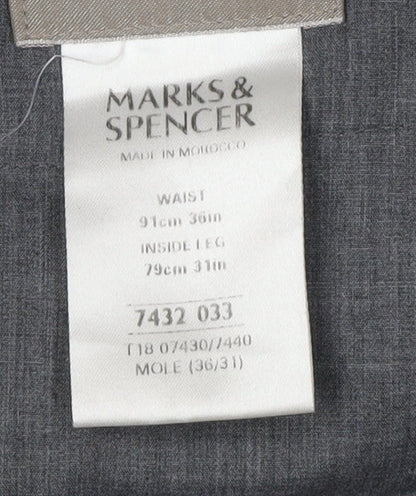 MARKS &
SPENCER
MADE IN MOROCCO
WAIST
91cm 36in
INSIDE LEG
79cm 31in
7432 033
T18 07430/7440
MOLE (36/31)